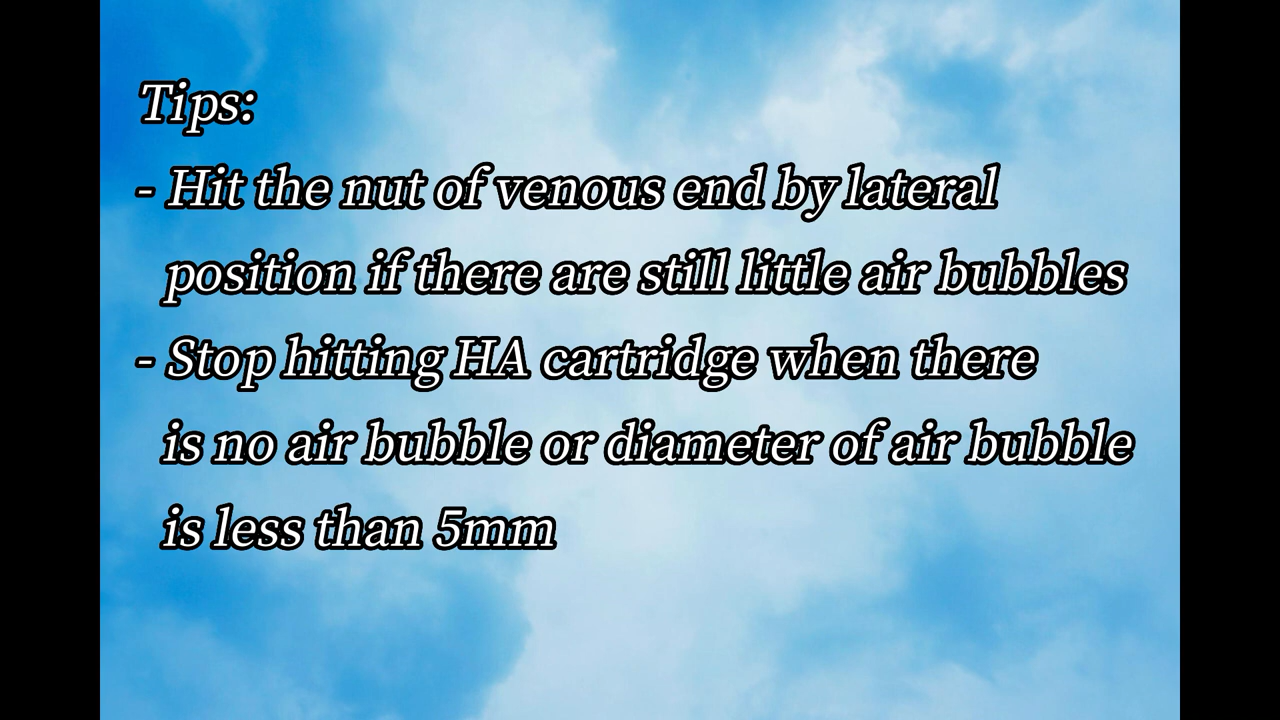 Tips:
- Hit the nut of venous end by lateral
position if there are still little air bubbles
- Stop hitting HA cartridge when there
is no air bubble or diameter of air bubble
is less than 5mm